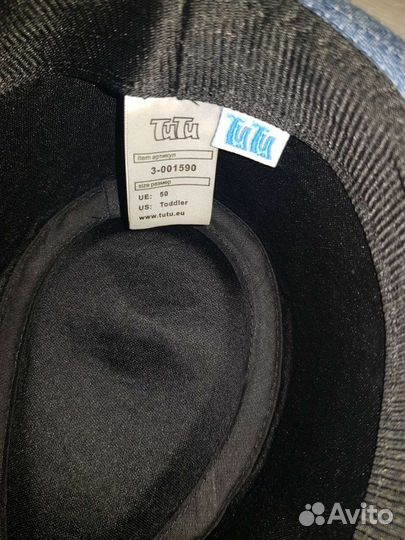 TuTu
TuTu
Item артикул
3-001590
size размер
UE: 50
US: Toddler
www.tutu.eu
Avito